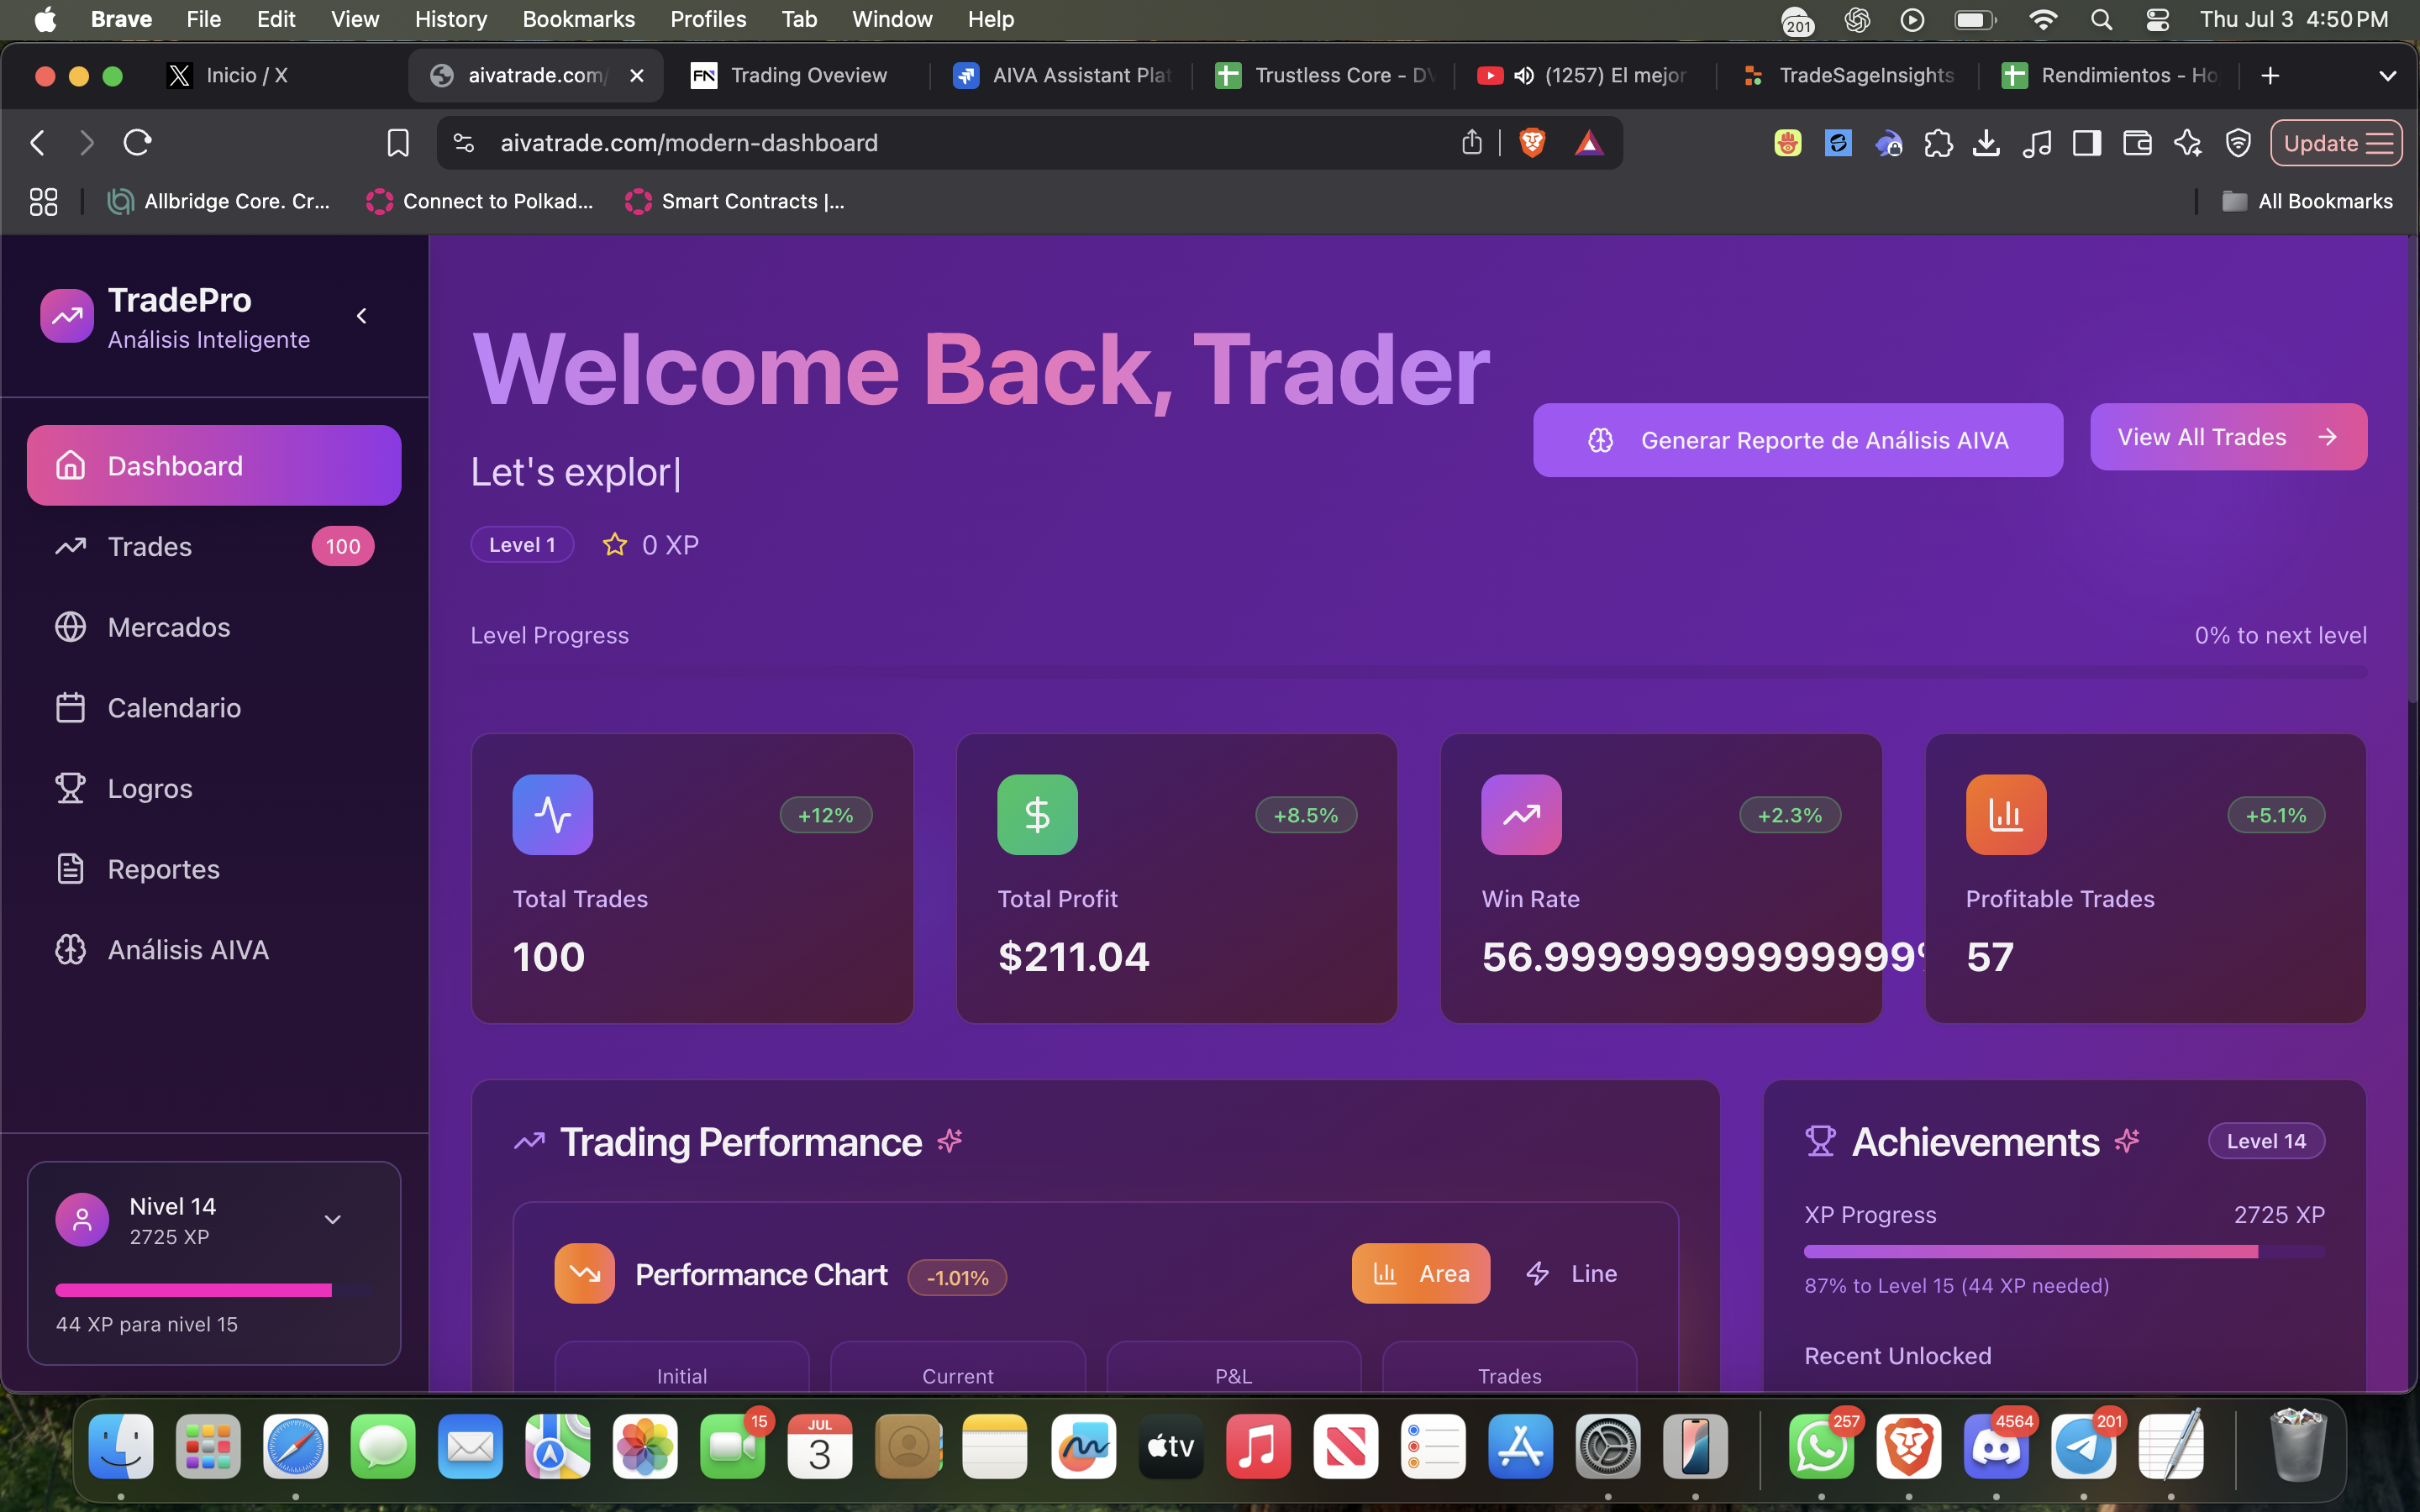 Brave File Edit View History Bookmarks Profiles Tab Window Help
201
Thu Jul 3 4:50 PM
Inicio / X
aivatrade.com/
FN Trading Oveview
AIVA Assistant Plat
Trustless Core - DV
(1257) El mejor
TradeSageInsights
Rendimientos - Ho
aivatrade.com/modern-dashboard
Update
Allbridge Core. Cr...
Connect to Polkad...
Smart Contracts |...
All Bookmarks
TradePro
Análisis Inteligente
Dashboard
Trades 100
Mercados
Calendario
Logros
Reportes
Análisis AIVA
Nivel 14
2725 XP
44 XP para nivel 15
Welcome Back, Trader
Let's explor|
Generar Reporte de Análisis AIVA
View All Trades
Level 1
0 XP
Level Progress
0% to next level
+12%
Total Trades
100
+8.5%
Total Profit
$211.04
+2.3%
Win Rate
56.99999999999999%
+5.1%
Profitable Trades
57
Trading Performance
Performance Chart
-1.01%
Area
Line
Initial
Current
P&L
Trades
Achievements
Level 14
XP Progress
2725 XP
87% to Level 15 (44 XP needed)
Recent Unlocked
15
JUL
3
tv
257
4564
201